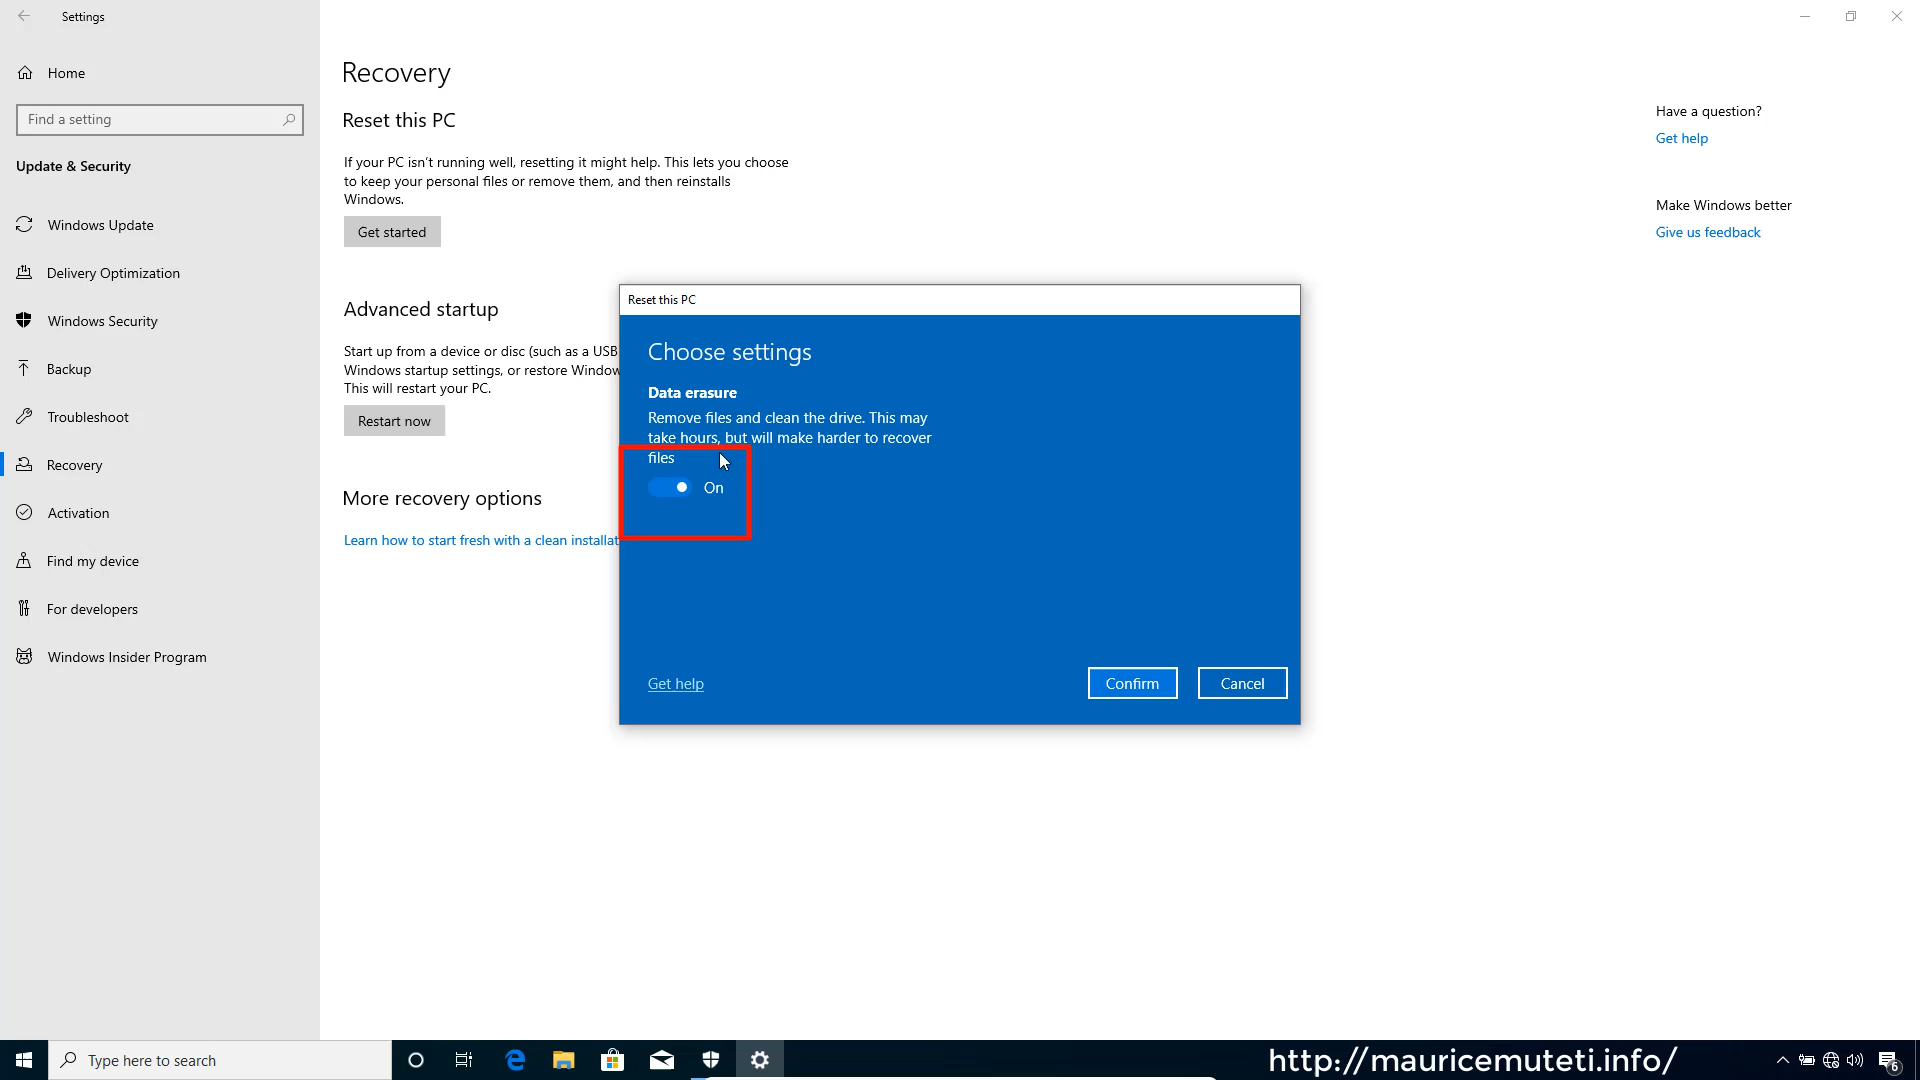 Settings
Home
Find a setting
Update & Security
Windows Update
Delivery Optimization
Windows Security
Backup
Troubleshoot
Recovery
Activation
Find my device
For developers
Windows Insider Program
Recovery
Reset this PC
If your PC isn't running well, resetting it might help. This lets you choose
to keep your personal files or remove them, and then reinstalls
Windows.
Get started
Advanced startup
Start up from a device or disc (such as a USB
Windows startup settings, or restore Window
This will restart your PC.
Restart now
More recovery options
Learn how to start fresh with a clean installat
Have a question?
Get help
Make Windows better
Give us feedback
Reset this PC
Choose settings
Data erasure
Remove files and clean the drive. This may
take hours, but will make harder to recover
files
On
Get help
Confirm
Cancel
Type here to search
http://mauricemuteti.info/
6